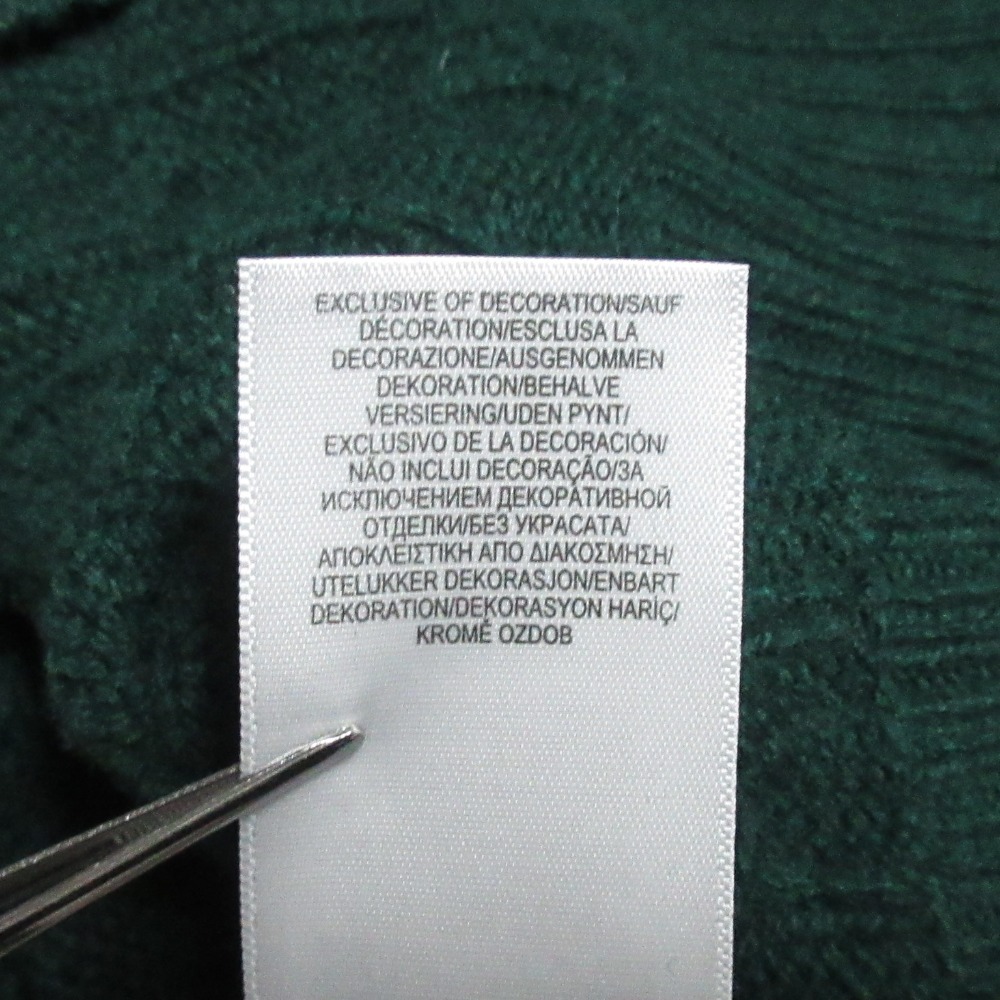 EXCLUSIVE OF DECORATION/SAUF
DÉCORATION/ESCLUSA LA
DECORAZIONE/AUSGENOMMEN
DEKORATION/BEHALVE
VERSIERING/UDEN PYNT/
EXCLUSIVO DE LA DECORACIÓN/
NÃO INCLUI DECORAÇÃO/ЗА
ИСКЛЮЧЕНИЕМ ДЕКОРАТИВНОЙ
ОТДЕЛКИ/БЕЗ УКРАСАТА/
ΑΠΟΚΛΕΙΣΤΙΚΗ ΑΠΟ ΔΙΑΚΟΣΜΗΣΗ/
UTELUKKER DEKORASJON/ENBART
DEKORATION/DEKORASYON HARİÇ/
KROMĚ OZDOB